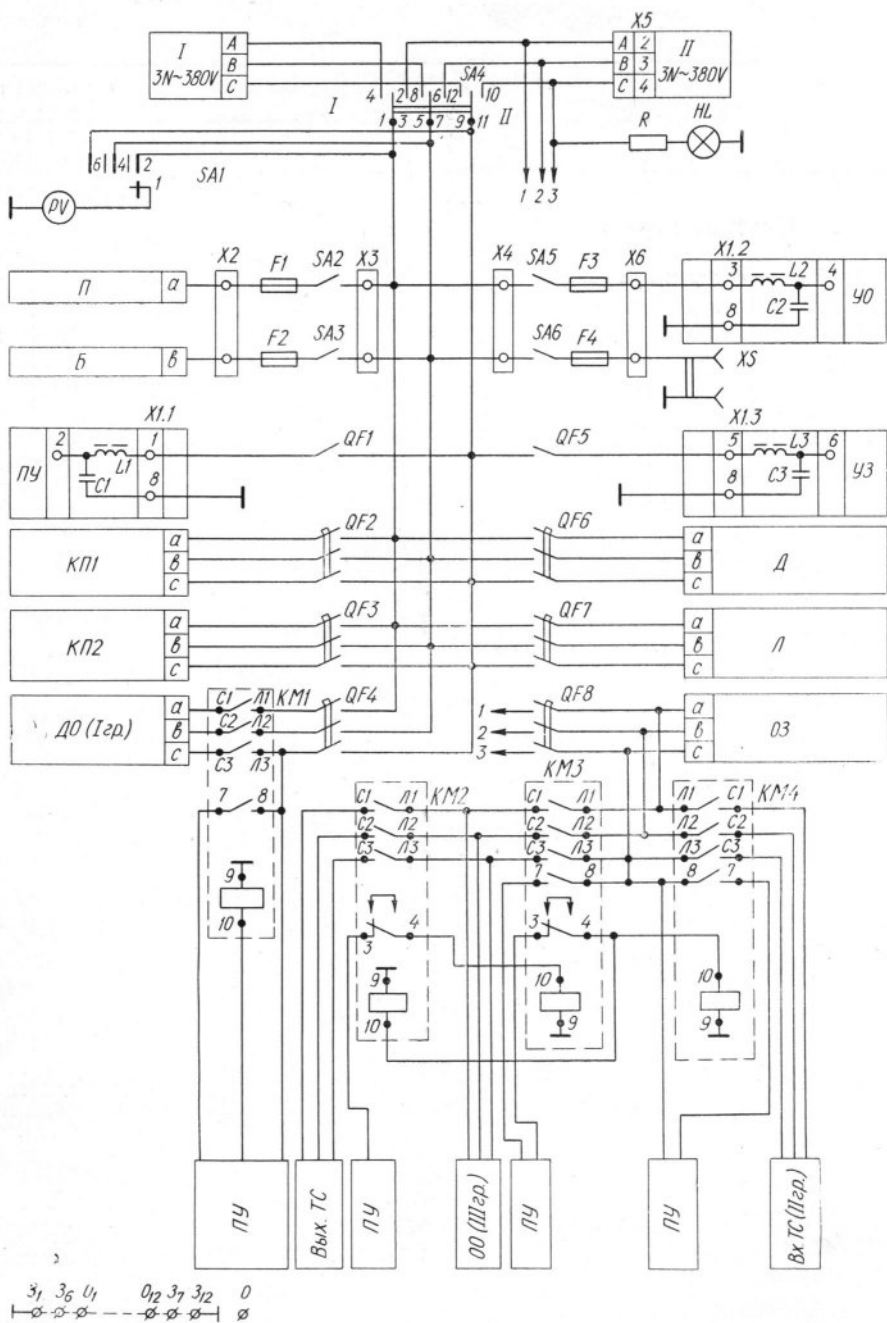 X5
I 3N~380V A B C
A 2 B 3 C 4 II 3N~380V
SA4
I 4 2 8 6 12 10
1 3 5 7 9 11 II
R HL
6 4 2 SA1
1
PV
1 2 3
X2 F1 SA2 X3 X4 SA5 F3 X6 X1.2
П а
3 L2 4
C2
8
УО
F2 SA3 SA6 F4
Б в
XS
X1.1 X1.3
ПУ 2 L1 1
C1 8
QF1 QF5
5 L3 6
8 C3
УЗ
QF2 QF6
КП1 а в с
а в с Д
QF3 QF7
КП2 а в с
а в с Л
C1 Л1 KM1 QF4 QF8
ДО (I гр.) а в с
C2 Л2
C3 Л3
1
2
3
а в с ОЗ
7 8
9
10
KM3
C1 Л1 KM2 C1 Л1 Л1 C1 KM4
C2 Л2 C2 Л2 Л2 C2
C3 Л3 C3 Л3 Л3 C3
7 8 8 7
3 4 3 4
9 10 10
10 9 9
ПУ
Вых. ТС
ПУ
ОО (III гр.)
ПУ
ПУ
Вх. ТС (II гр.)
З1 З6 О1 О12 З7 З12 О